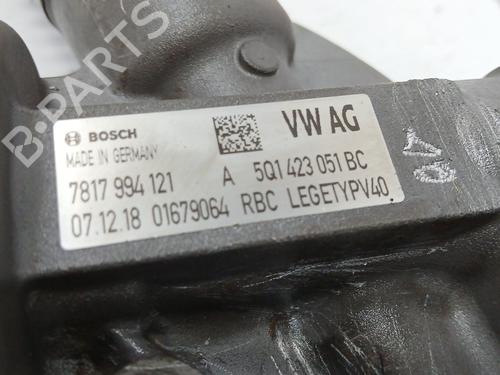 BOSCH
VW AG
MADE IN GERMANY
7817 994 121 A 5Q1 423 051 BC
07.12.18 01679064 RBC LEGETYPV40
B-PARTS